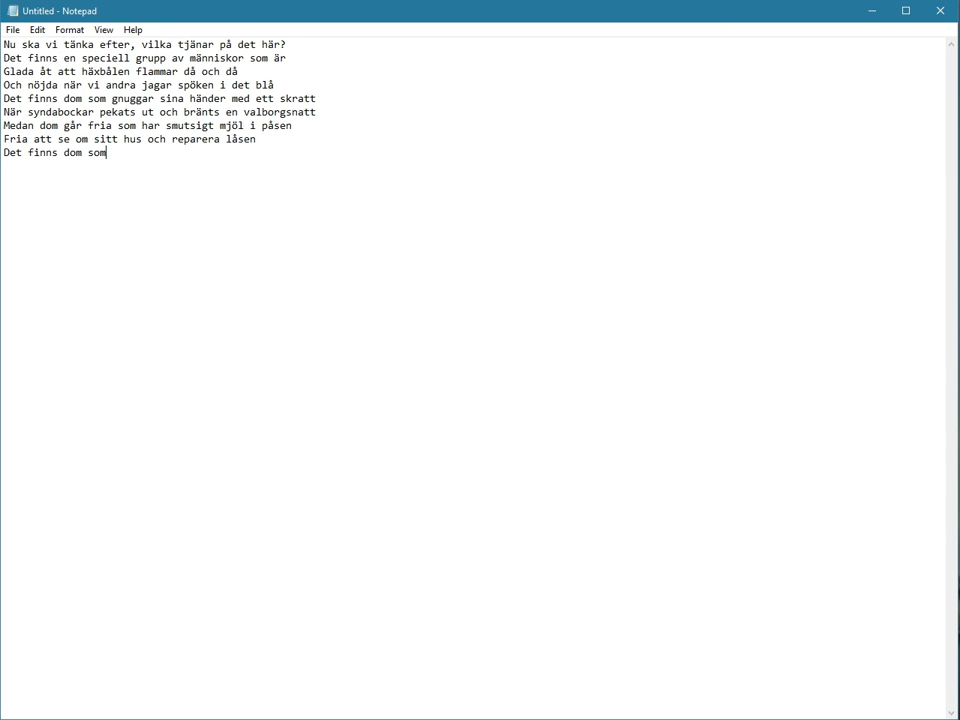 Untitled - Notepad
File Edit Format View Help
Nu ska vi tänka efter, vilka tjänar på det här?
Det finns en speciell grupp av människor som är
Glada åt att häxbålen flammar då och då
Och nöjda när vi andra jagar spöken i det blå
Det finns dom som gnuggar sina händer med ett skratt
När syndabockar pekats ut och bränts en valborgsnatt
Medan dom går fria som har smutsigt mjöl i påsen
Fria att se om sitt hus och reparera låsen
Det finns dom som